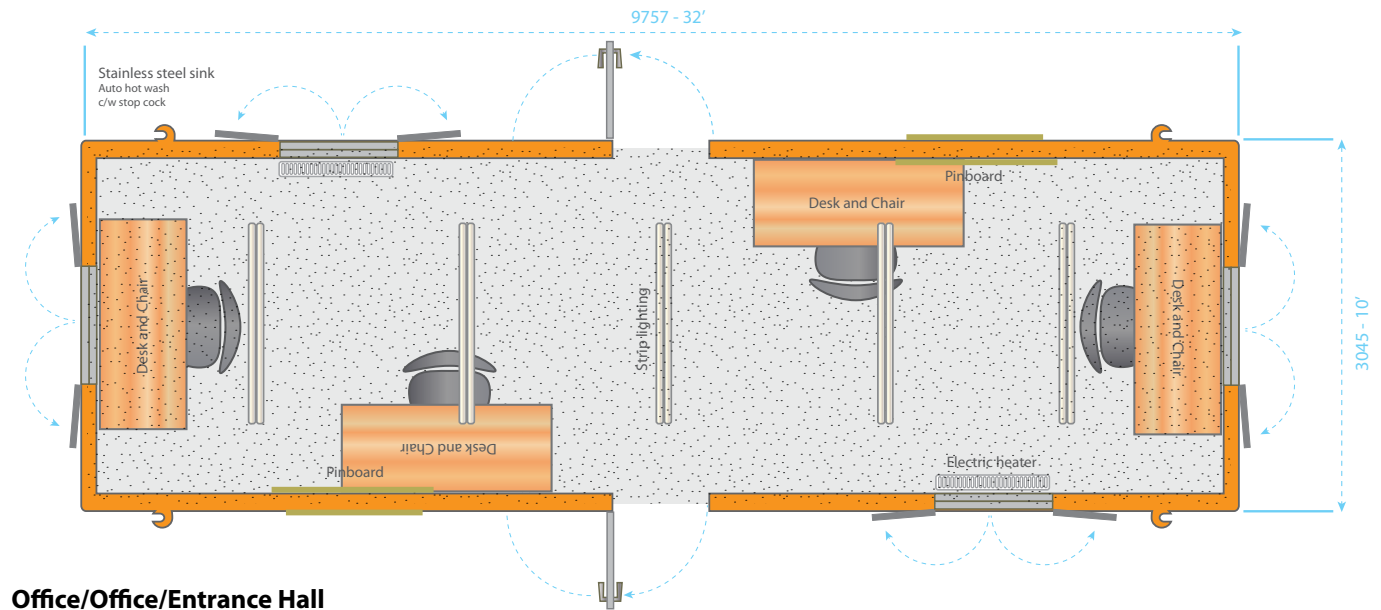 9757 - 32’
Stainless steel sink
Auto hot wash
c/w stop cock
Pinboard
Desk and Chair
Desk and Chair
Strip lighting
Desk and Chair
3045 - 10’
Desk and Chair
Pinboard
Electric heater
Office/Office/Entrance Hall